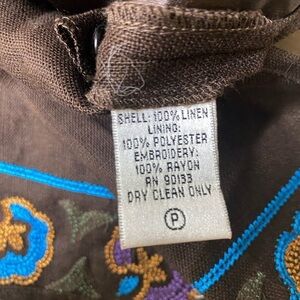 SHELL: 100% LINEN
LINING:
100% POLYESTER
EMBROIDERY:
100% RAYON
RN 90133
DRY CLEAN ONLY
P